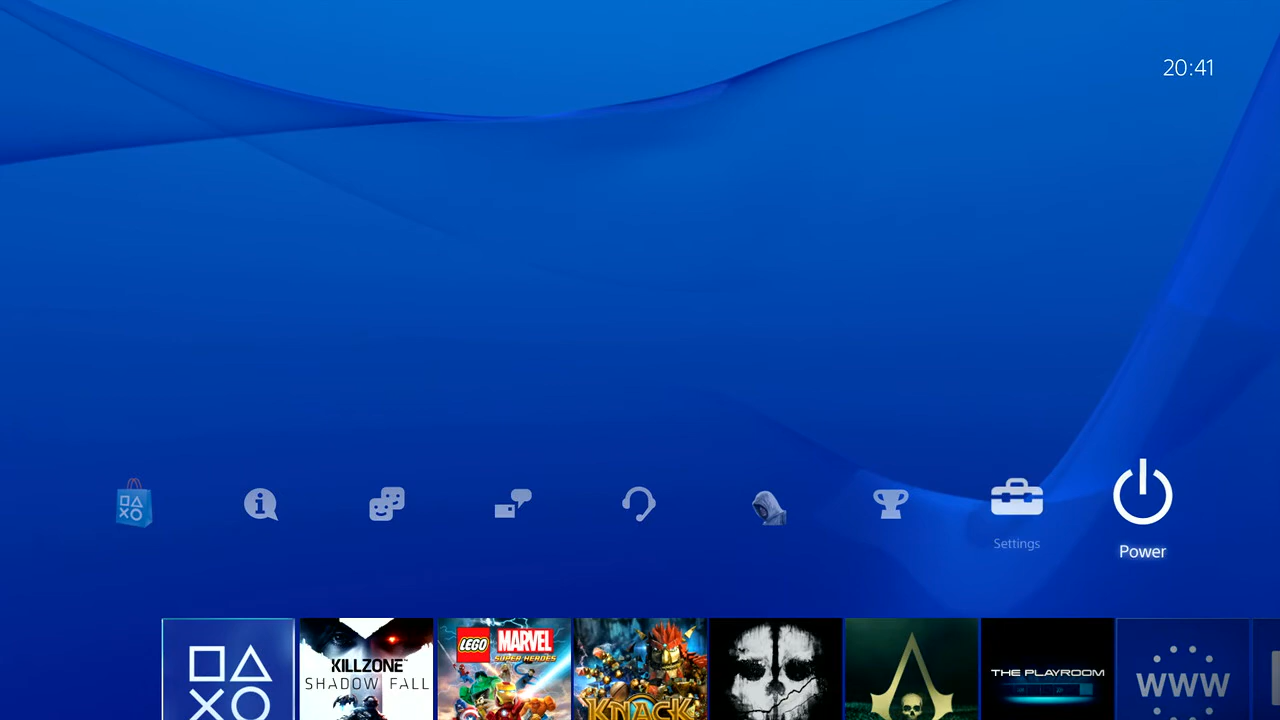 20:41
Settings
Power
KILLZONE
SHADOW FALL
LEGO MARVEL
SUPER HEROES
KNACK
THE PLAYROOM
WWW